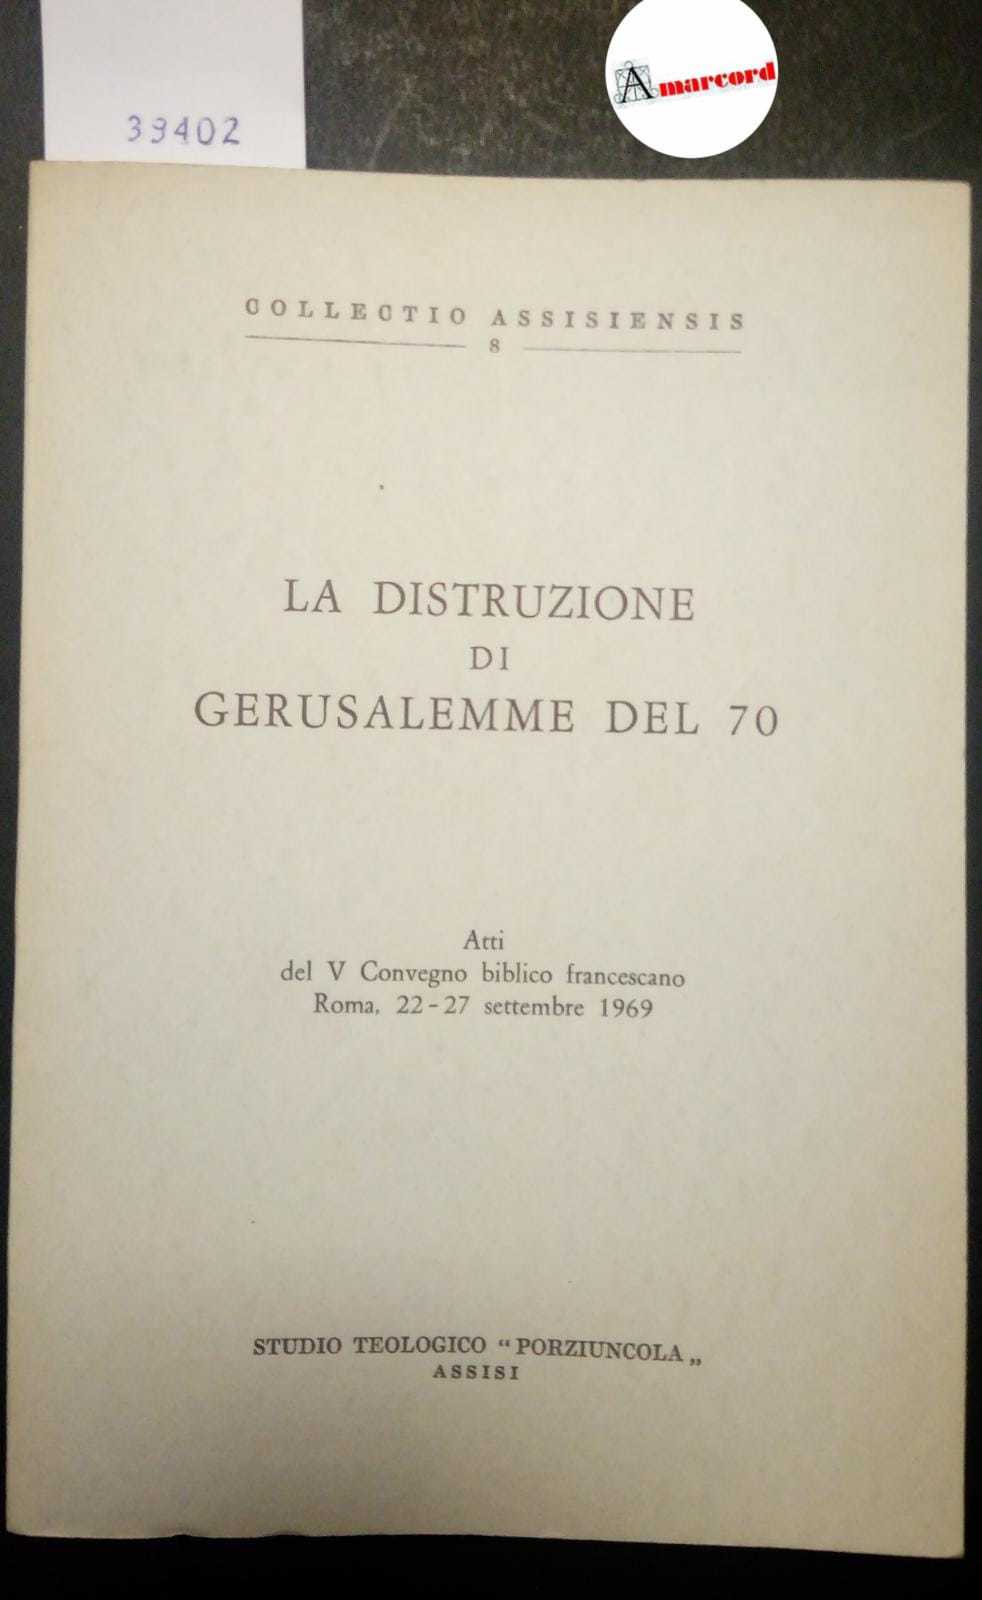 Amarcord
39402
COLLECTIO ASSISIENSIS
8
LA DISTRUZIONE
DI
GERUSALEMME DEL 70
Atti
del V Convegno biblico francescano
Roma, 22-27 settembre 1969
STUDIO TEOLOGICO “PORZIUNCOLA„
ASSISI